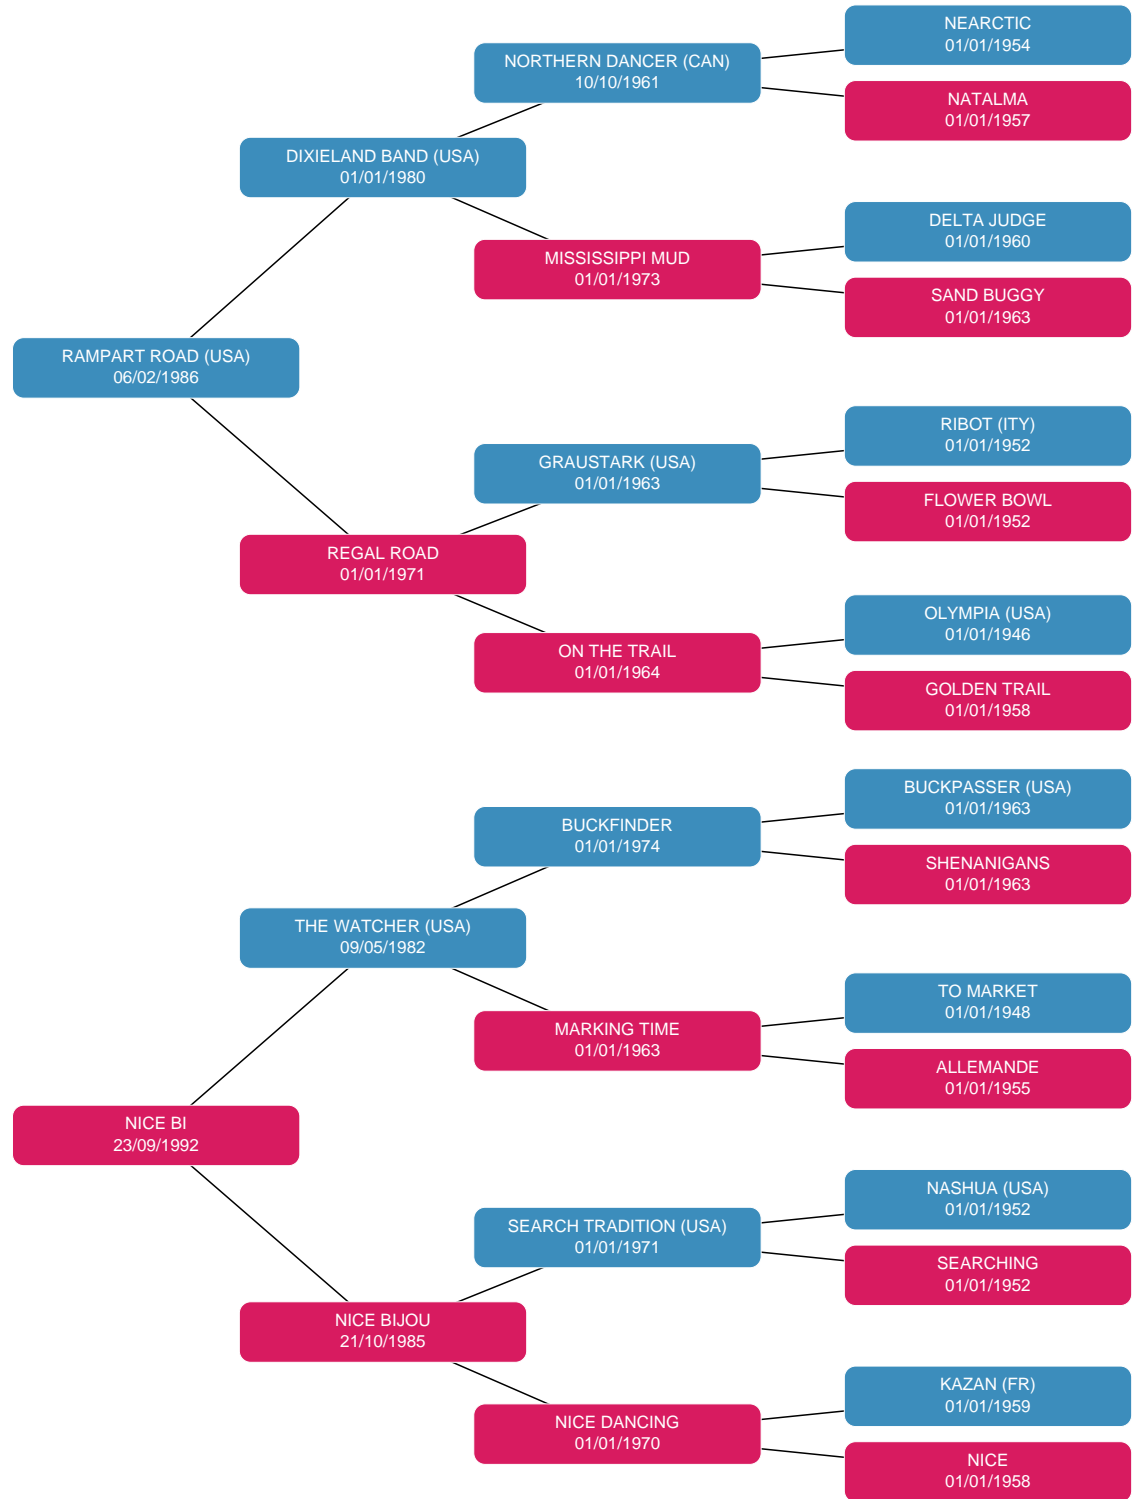 NEARCTIC
01/01/1954
NORTHERN DANCER (CAN)
10/10/1961
NATALMA
01/01/1957
DIXIELAND BAND (USA)
01/01/1980
DELTA JUDGE
01/01/1960
MISSISSIPPI MUD
01/01/1973
SAND BUGGY
01/01/1963
RAMPART ROAD (USA)
06/02/1986
RIBOT (ITY)
01/01/1952
GRAUSTARK (USA)
01/01/1963
FLOWER BOWL
01/01/1952
REGAL ROAD
01/01/1971
OLYMPIA (USA)
01/01/1946
ON THE TRAIL
01/01/1964
GOLDEN TRAIL
01/01/1958
BUCKPASSER (USA)
01/01/1963
BUCKFINDER
01/01/1974
SHENANIGANS
01/01/1963
THE WATCHER (USA)
09/05/1982
TO MARKET
01/01/1948
MARKING TIME
01/01/1963
ALLEMANDE
01/01/1955
NICE BI
23/09/1992
NASHUA (USA)
01/01/1952
SEARCH TRADITION (USA)
01/01/1971
SEARCHING
01/01/1952
NICE BIJOU
21/10/1985
KAZAN (FR)
01/01/1959
NICE DANCING
01/01/1970
NICE
01/01/1958